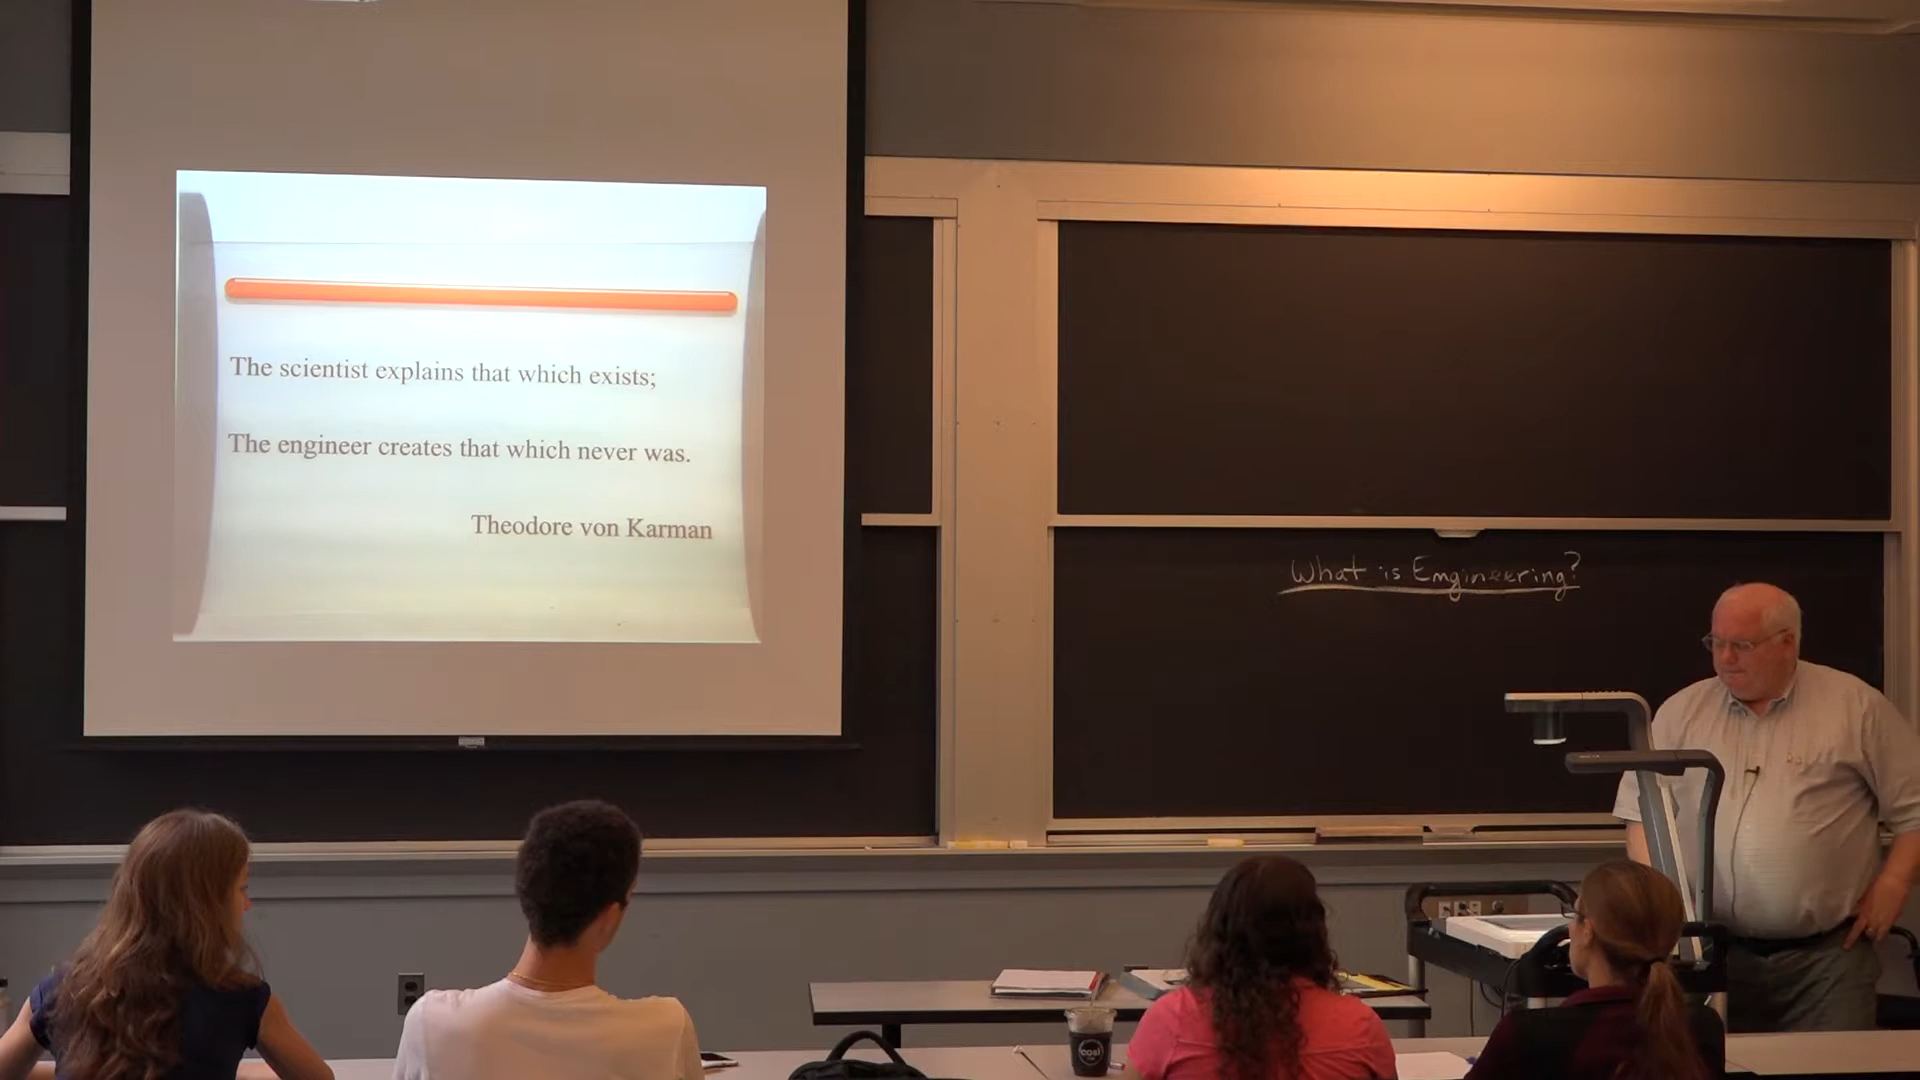 The scientist explains that which exists;
The engineer creates that which never was.
Theodore von Karman
What is Engineering?
cosi